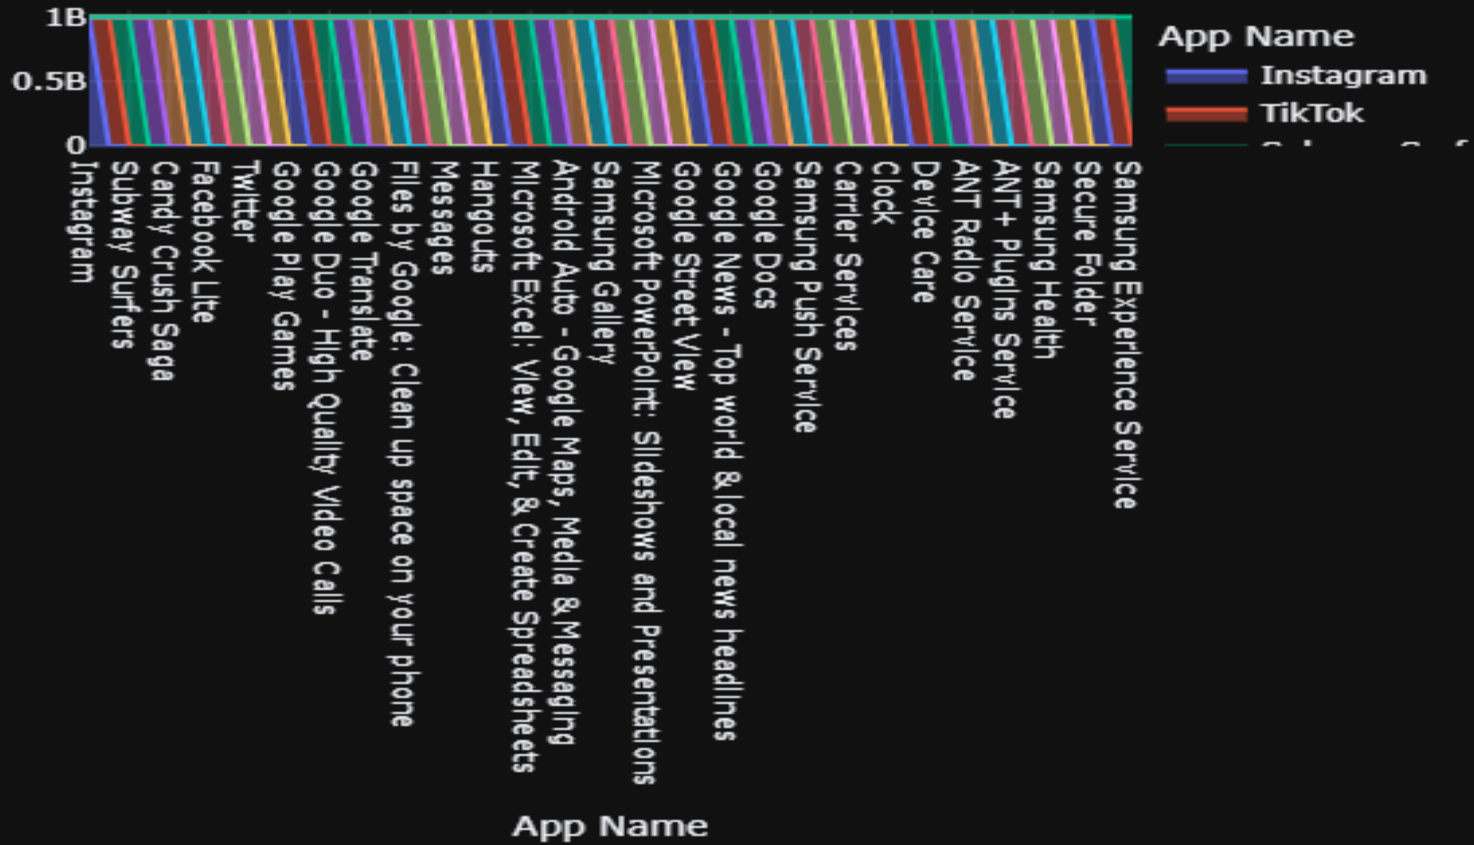 1B
0.5B
0
Instagram
Subway Surfers
Candy Crush Saga
Facebook Lite
Twitter
Google Play Games
Google Duo - High Quality Video Calls
Google Translate
Files by Google: Clean up space on your phone
Messages
Hangouts
Microsoft Excel: View, Edit, & Create Spreadsheets
Android Auto - Google Maps, Media & Messaging
Samsung Gallery
Microsoft PowerPoint: Slideshows and Presentations
Google Street View
Google News - Top world & local news headlines
Google Docs
Samsung Push Service
Carrier Services
Clock
Device Care
ANT Radio Service
ANT+ Plugins Service
Samsung Health
Secure Folder
Samsung Experience Service
App Name
App Name
Instagram
TikTok